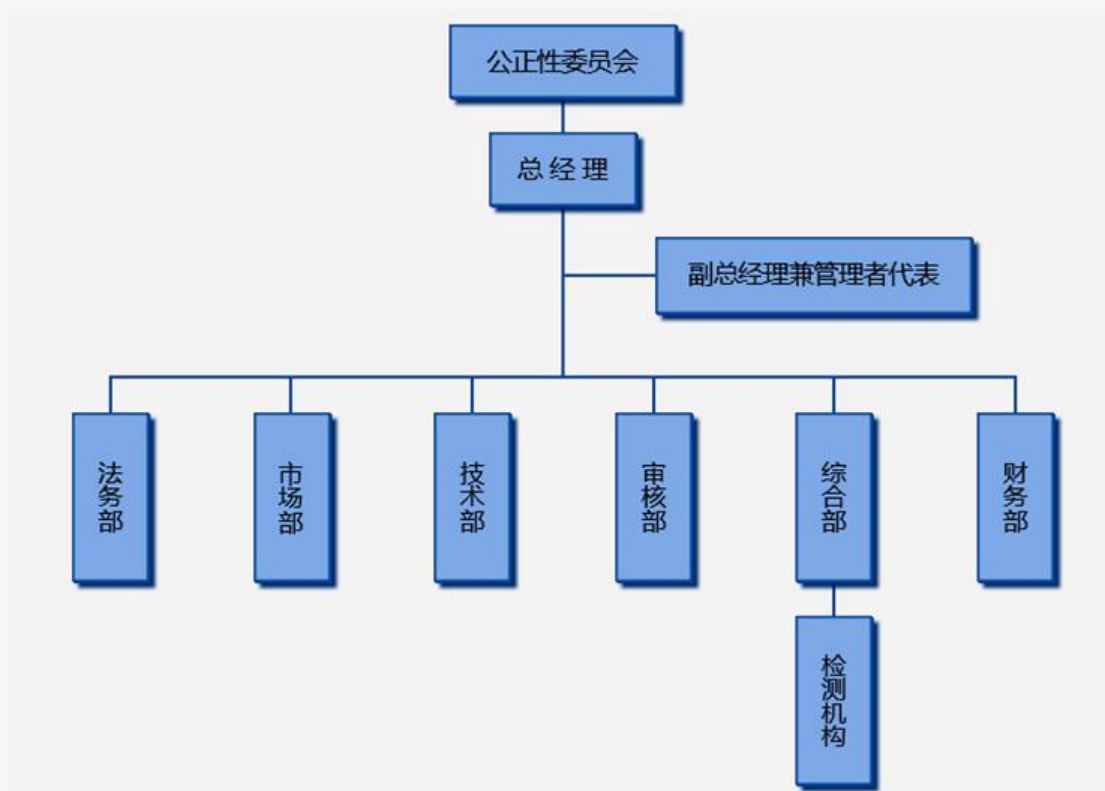 公正性委员会
总经理
副总经理兼管理者代表
法务部
市场部
技术部
审核部
综合部
财务部
检测机构